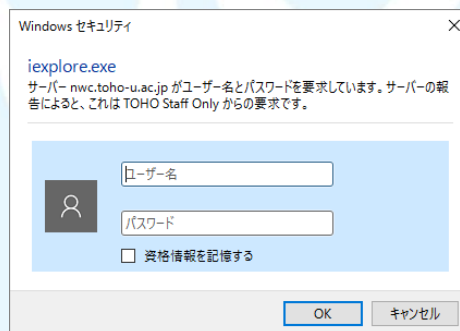 Windows セキュリティ
iexplore.exe
サーバー nwc.toho-u.ac.jp がユーザー名とパスワードを要求しています。サーバーの報
告によると、これは TOHO Staff Only からの要求です。
ユーザー名
パスワード
資格情報を記憶する
OK
キャンセル